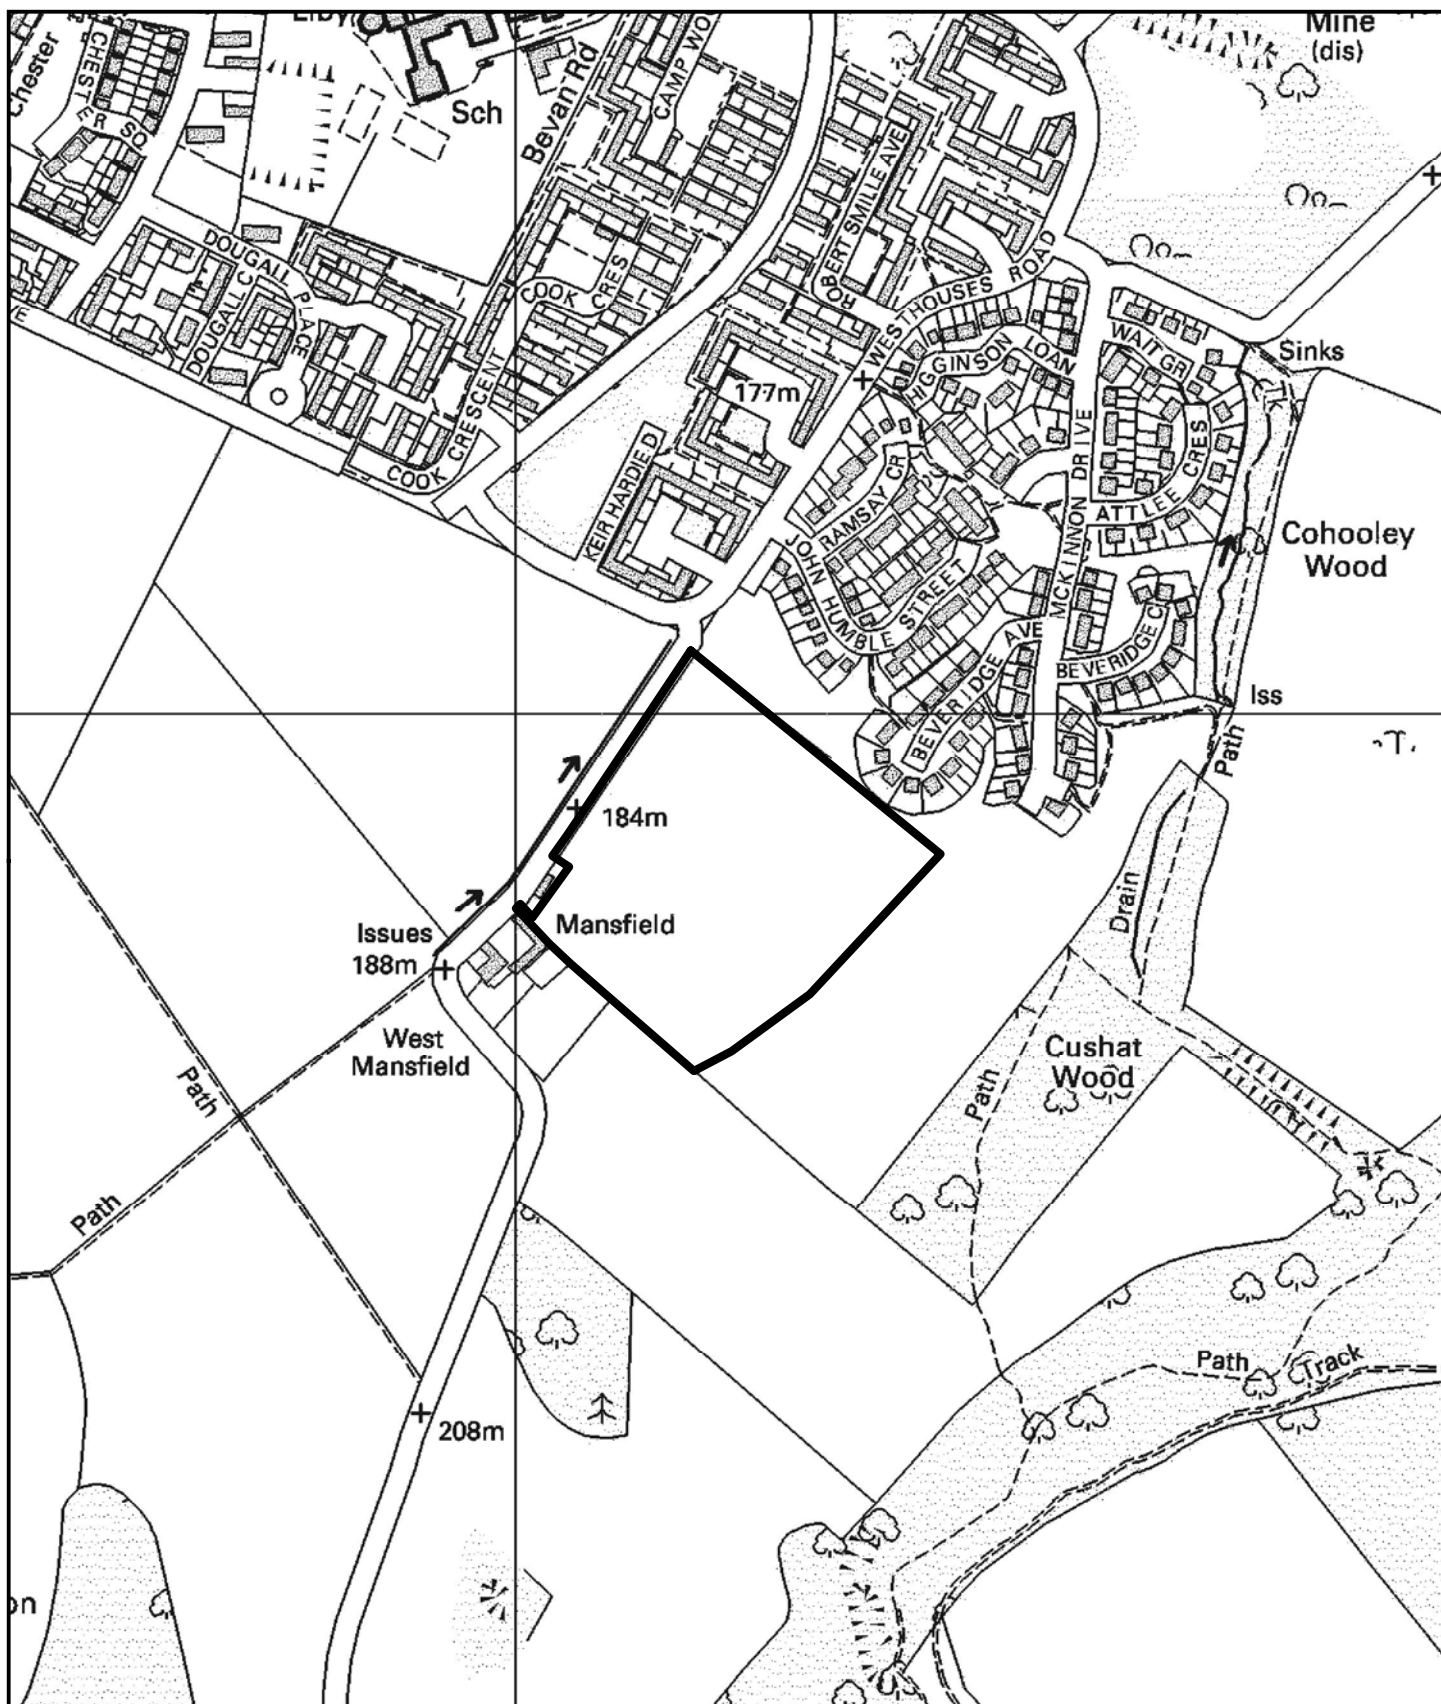 Mine
(dis)
Chester
CHESTER SQ
Sch
Bevan Rd
CAMP WOO
ROBERT SMILLIE AVE
DOUGALL PLACE
DOUGALL C
COOK CRES
WESTHOUSES ROAD
HIGGINSON LOAN
WAIT GR
Sinks
177m
COOK CRESCENT
KEIR HARDIE D
RAMSAY CR
MCKINNON DRIVE
ATTLEE CRES
Cohooley
Wood
JOHN HUMBLE STREET
BEVERIDGE AVE
BEVERIDGE C
Iss
Path
184m
Drain
Mansfield
Issues
188m
West
Mansfield
Cushat
Wood
Path
Path
Path
Path
Track
208m
on